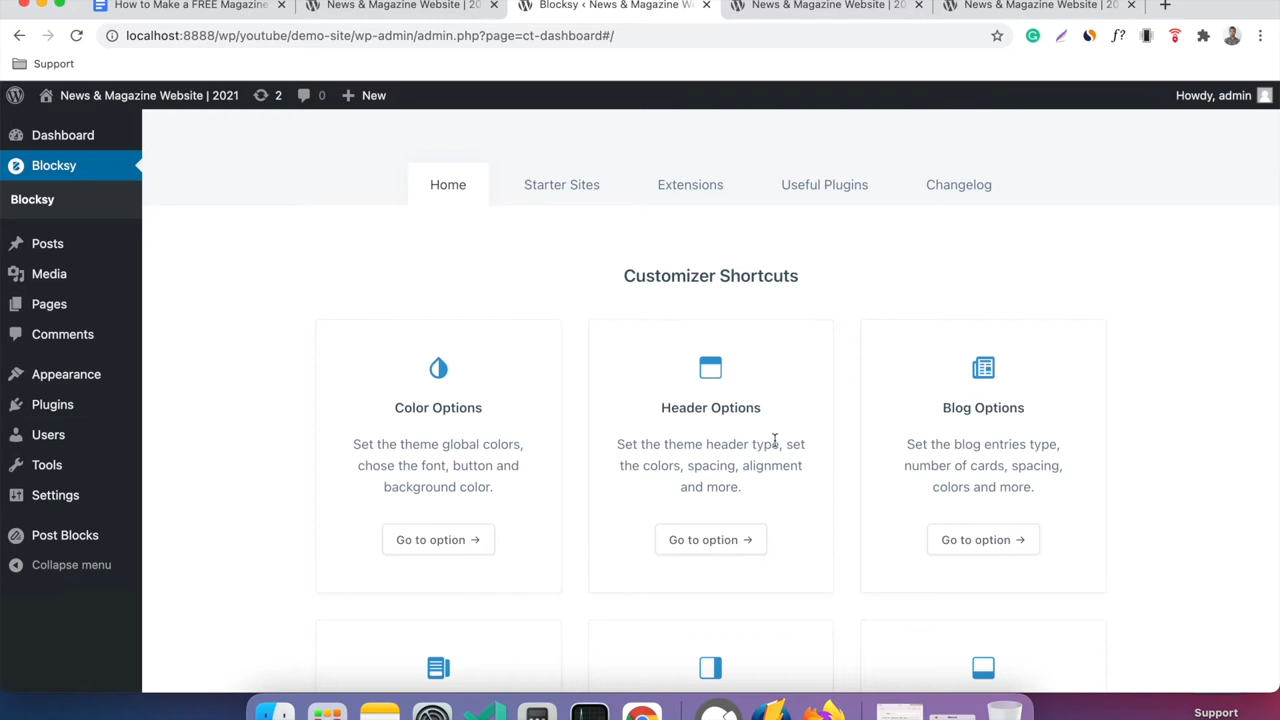 How to Make a FREE Magazine
News & Magazine Website | 20
Blocksy ‹ News & Magazine W
News & Magazine Website | 20
News & Magazine Website | 20
localhost:8888/wp/youtube/demo-site/wp-admin/admin.php?page=ct-dashboard#/
f?
Support
News & Magazine Website | 2021
2
0
New
Howdy, admin
Dashboard
Blocksy
Blocksy
Posts
Media
Pages
Comments
Appearance
Plugins
Users
Tools
Settings
Post Blocks
Collapse menu
Home
Starter Sites
Extensions
Useful Plugins
Changelog
Customizer Shortcuts
Color Options
Set the theme global colors,
chose the font, button and
background color.
Go to option →
Header Options
Set the theme header type, set
the colors, spacing, alignment
and more.
Go to option →
Blog Options
Set the blog entries type,
number of cards, spacing,
colors and more.
Go to option →
Support